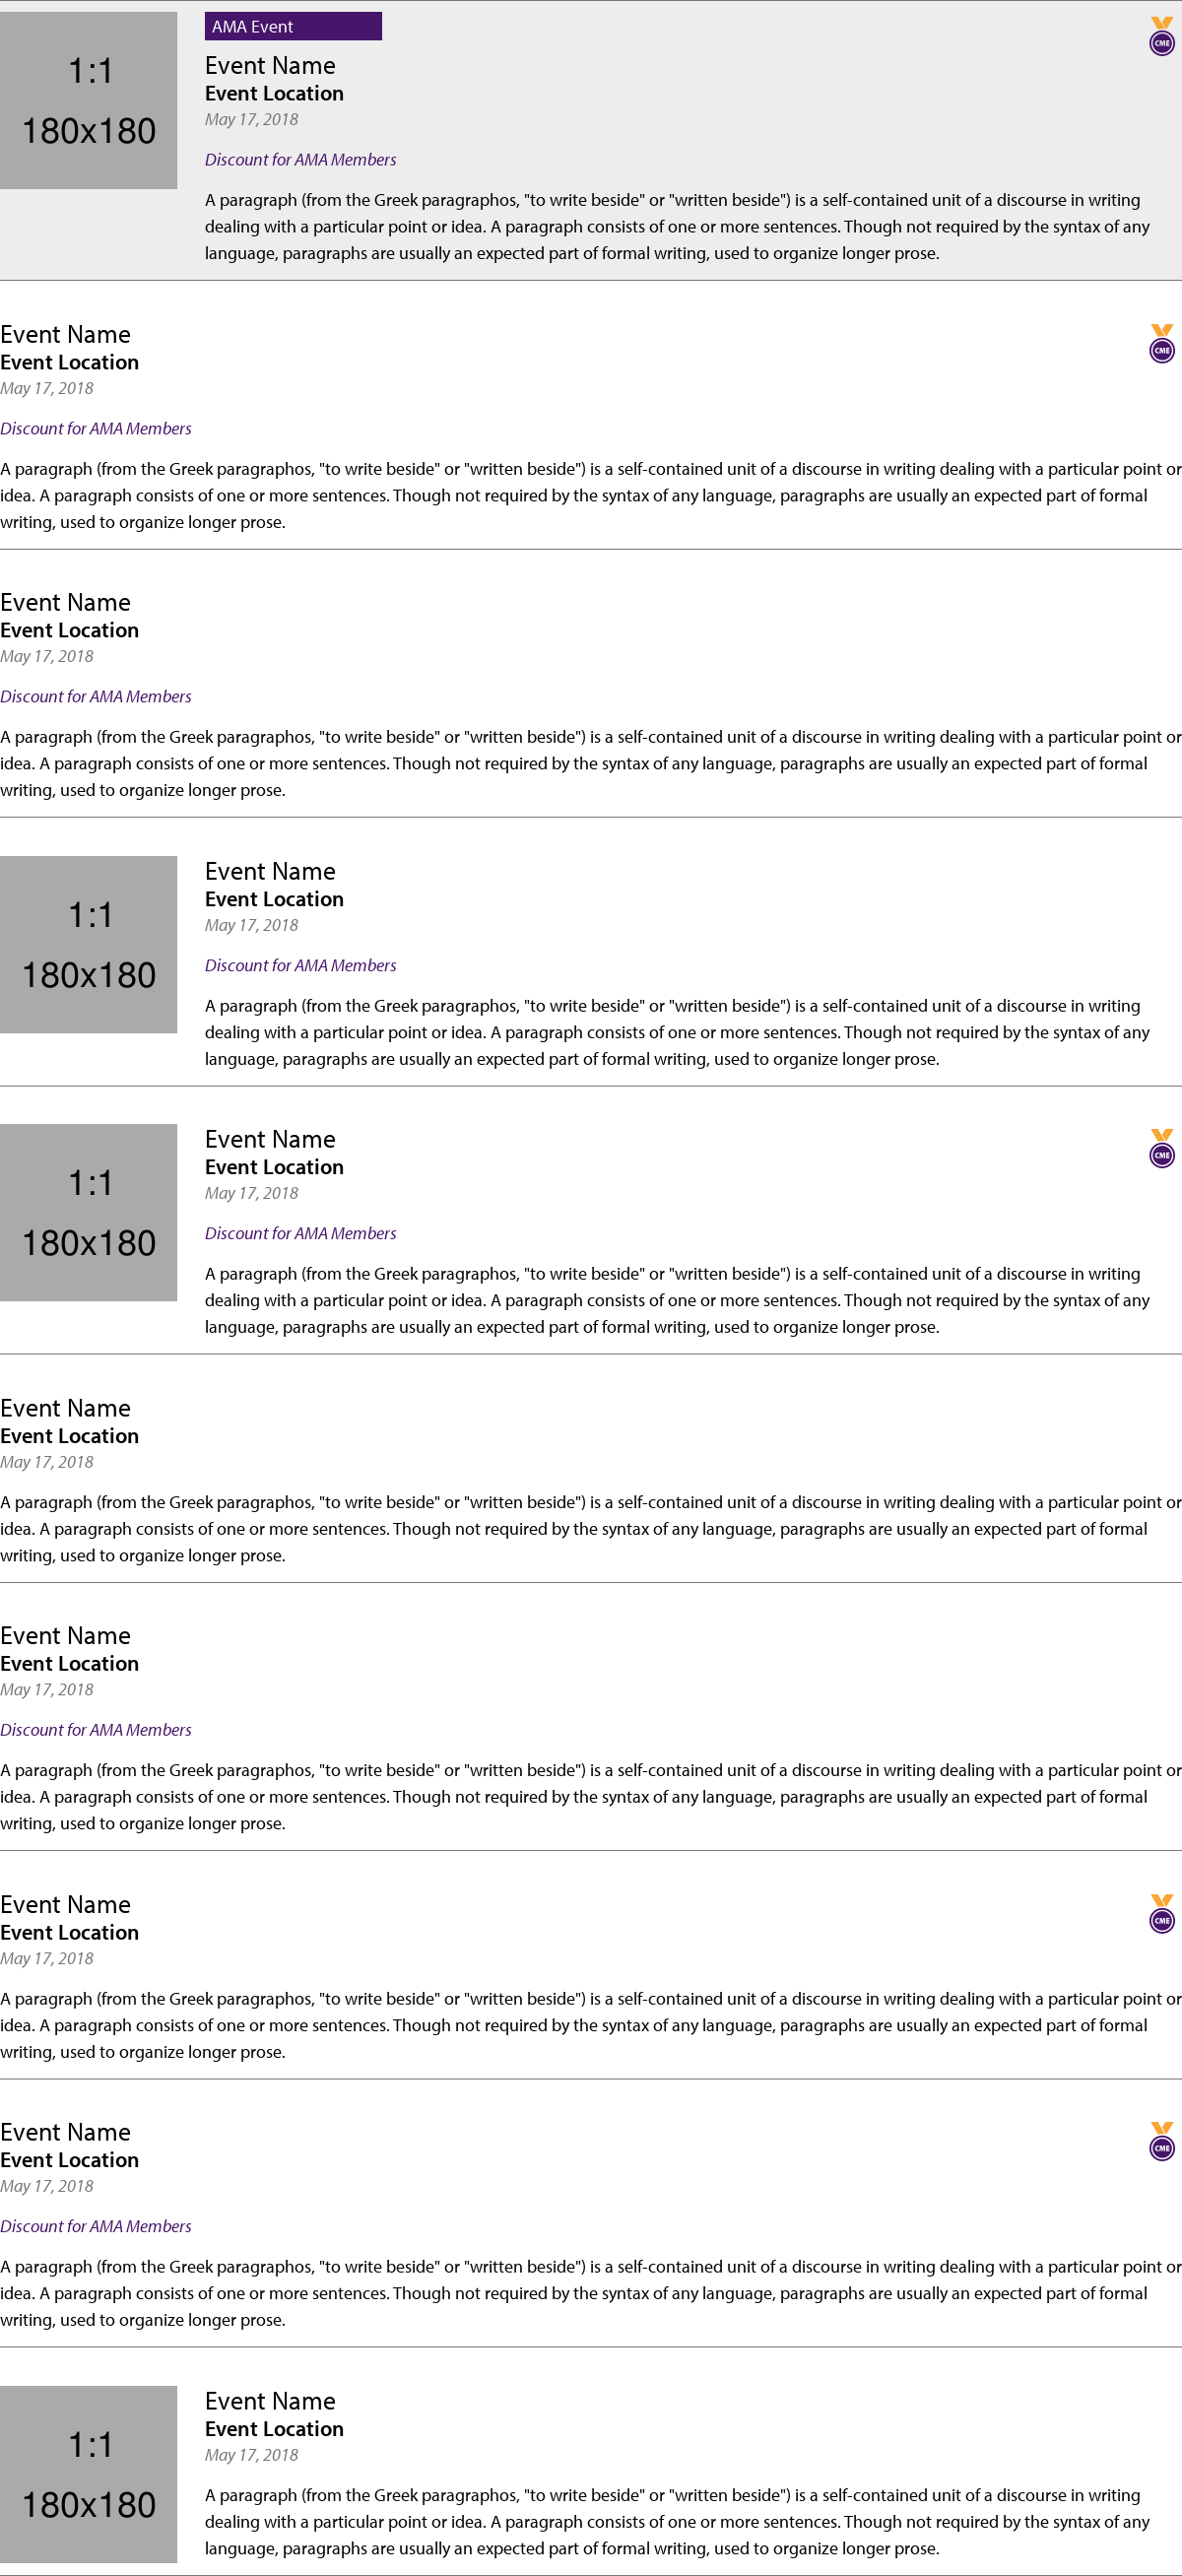 1:1
180x180
AMA Event
CME
Event Name
Event Location
May 17, 2018
Discount for AMA Members
A paragraph (from the Greek paragraphos, "to write beside" or "written beside") is a self-contained unit of a discourse in writing
dealing with a particular point or idea. A paragraph consists of one or more sentences. Though not required by the syntax of any
language, paragraphs are usually an expected part of formal writing, used to organize longer prose.
Event Name
CME
Event Location
May 17, 2018
Discount for AMA Members
A paragraph (from the Greek paragraphos, "to write beside" or "written beside") is a self-contained unit of a discourse in writing dealing with a particular point or
idea. A paragraph consists of one or more sentences. Though not required by the syntax of any language, paragraphs are usually an expected part of formal
writing, used to organize longer prose.
Event Name
Event Location
May 17, 2018
Discount for AMA Members
A paragraph (from the Greek paragraphos, "to write beside" or "written beside") is a self-contained unit of a discourse in writing dealing with a particular point or
idea. A paragraph consists of one or more sentences. Though not required by the syntax of any language, paragraphs are usually an expected part of formal
writing, used to organize longer prose.
1:1
180x180
Event Name
Event Location
May 17, 2018
Discount for AMA Members
A paragraph (from the Greek paragraphos, "to write beside" or "written beside") is a self-contained unit of a discourse in writing
dealing with a particular point or idea. A paragraph consists of one or more sentences. Though not required by the syntax of any
language, paragraphs are usually an expected part of formal writing, used to organize longer prose.
1:1
180x180
Event Name
CME
Event Location
May 17, 2018
Discount for AMA Members
A paragraph (from the Greek paragraphos, "to write beside" or "written beside") is a self-contained unit of a discourse in writing
dealing with a particular point or idea. A paragraph consists of one or more sentences. Though not required by the syntax of any
language, paragraphs are usually an expected part of formal writing, used to organize longer prose.
Event Name
Event Location
May 17, 2018
A paragraph (from the Greek paragraphos, "to write beside" or "written beside") is a self-contained unit of a discourse in writing dealing with a particular point or
idea. A paragraph consists of one or more sentences. Though not required by the syntax of any language, paragraphs are usually an expected part of formal
writing, used to organize longer prose.
Event Name
Event Location
May 17, 2018
Discount for AMA Members
A paragraph (from the Greek paragraphos, "to write beside" or "written beside") is a self-contained unit of a discourse in writing dealing with a particular point or
idea. A paragraph consists of one or more sentences. Though not required by the syntax of any language, paragraphs are usually an expected part of formal
writing, used to organize longer prose.
Event Name
CME
Event Location
May 17, 2018
A paragraph (from the Greek paragraphos, "to write beside" or "written beside") is a self-contained unit of a discourse in writing dealing with a particular point or
idea. A paragraph consists of one or more sentences. Though not required by the syntax of any language, paragraphs are usually an expected part of formal
writing, used to organize longer prose.
Event Name
CME
Event Location
May 17, 2018
Discount for AMA Members
A paragraph (from the Greek paragraphos, "to write beside" or "written beside") is a self-contained unit of a discourse in writing dealing with a particular point or
idea. A paragraph consists of one or more sentences. Though not required by the syntax of any language, paragraphs are usually an expected part of formal
writing, used to organize longer prose.
1:1
180x180
Event Name
Event Location
May 17, 2018
A paragraph (from the Greek paragraphos, "to write beside" or "written beside") is a self-contained unit of a discourse in writing
dealing with a particular point or idea. A paragraph consists of one or more sentences. Though not required by the syntax of any
language, paragraphs are usually an expected part of formal writing, used to organize longer prose.